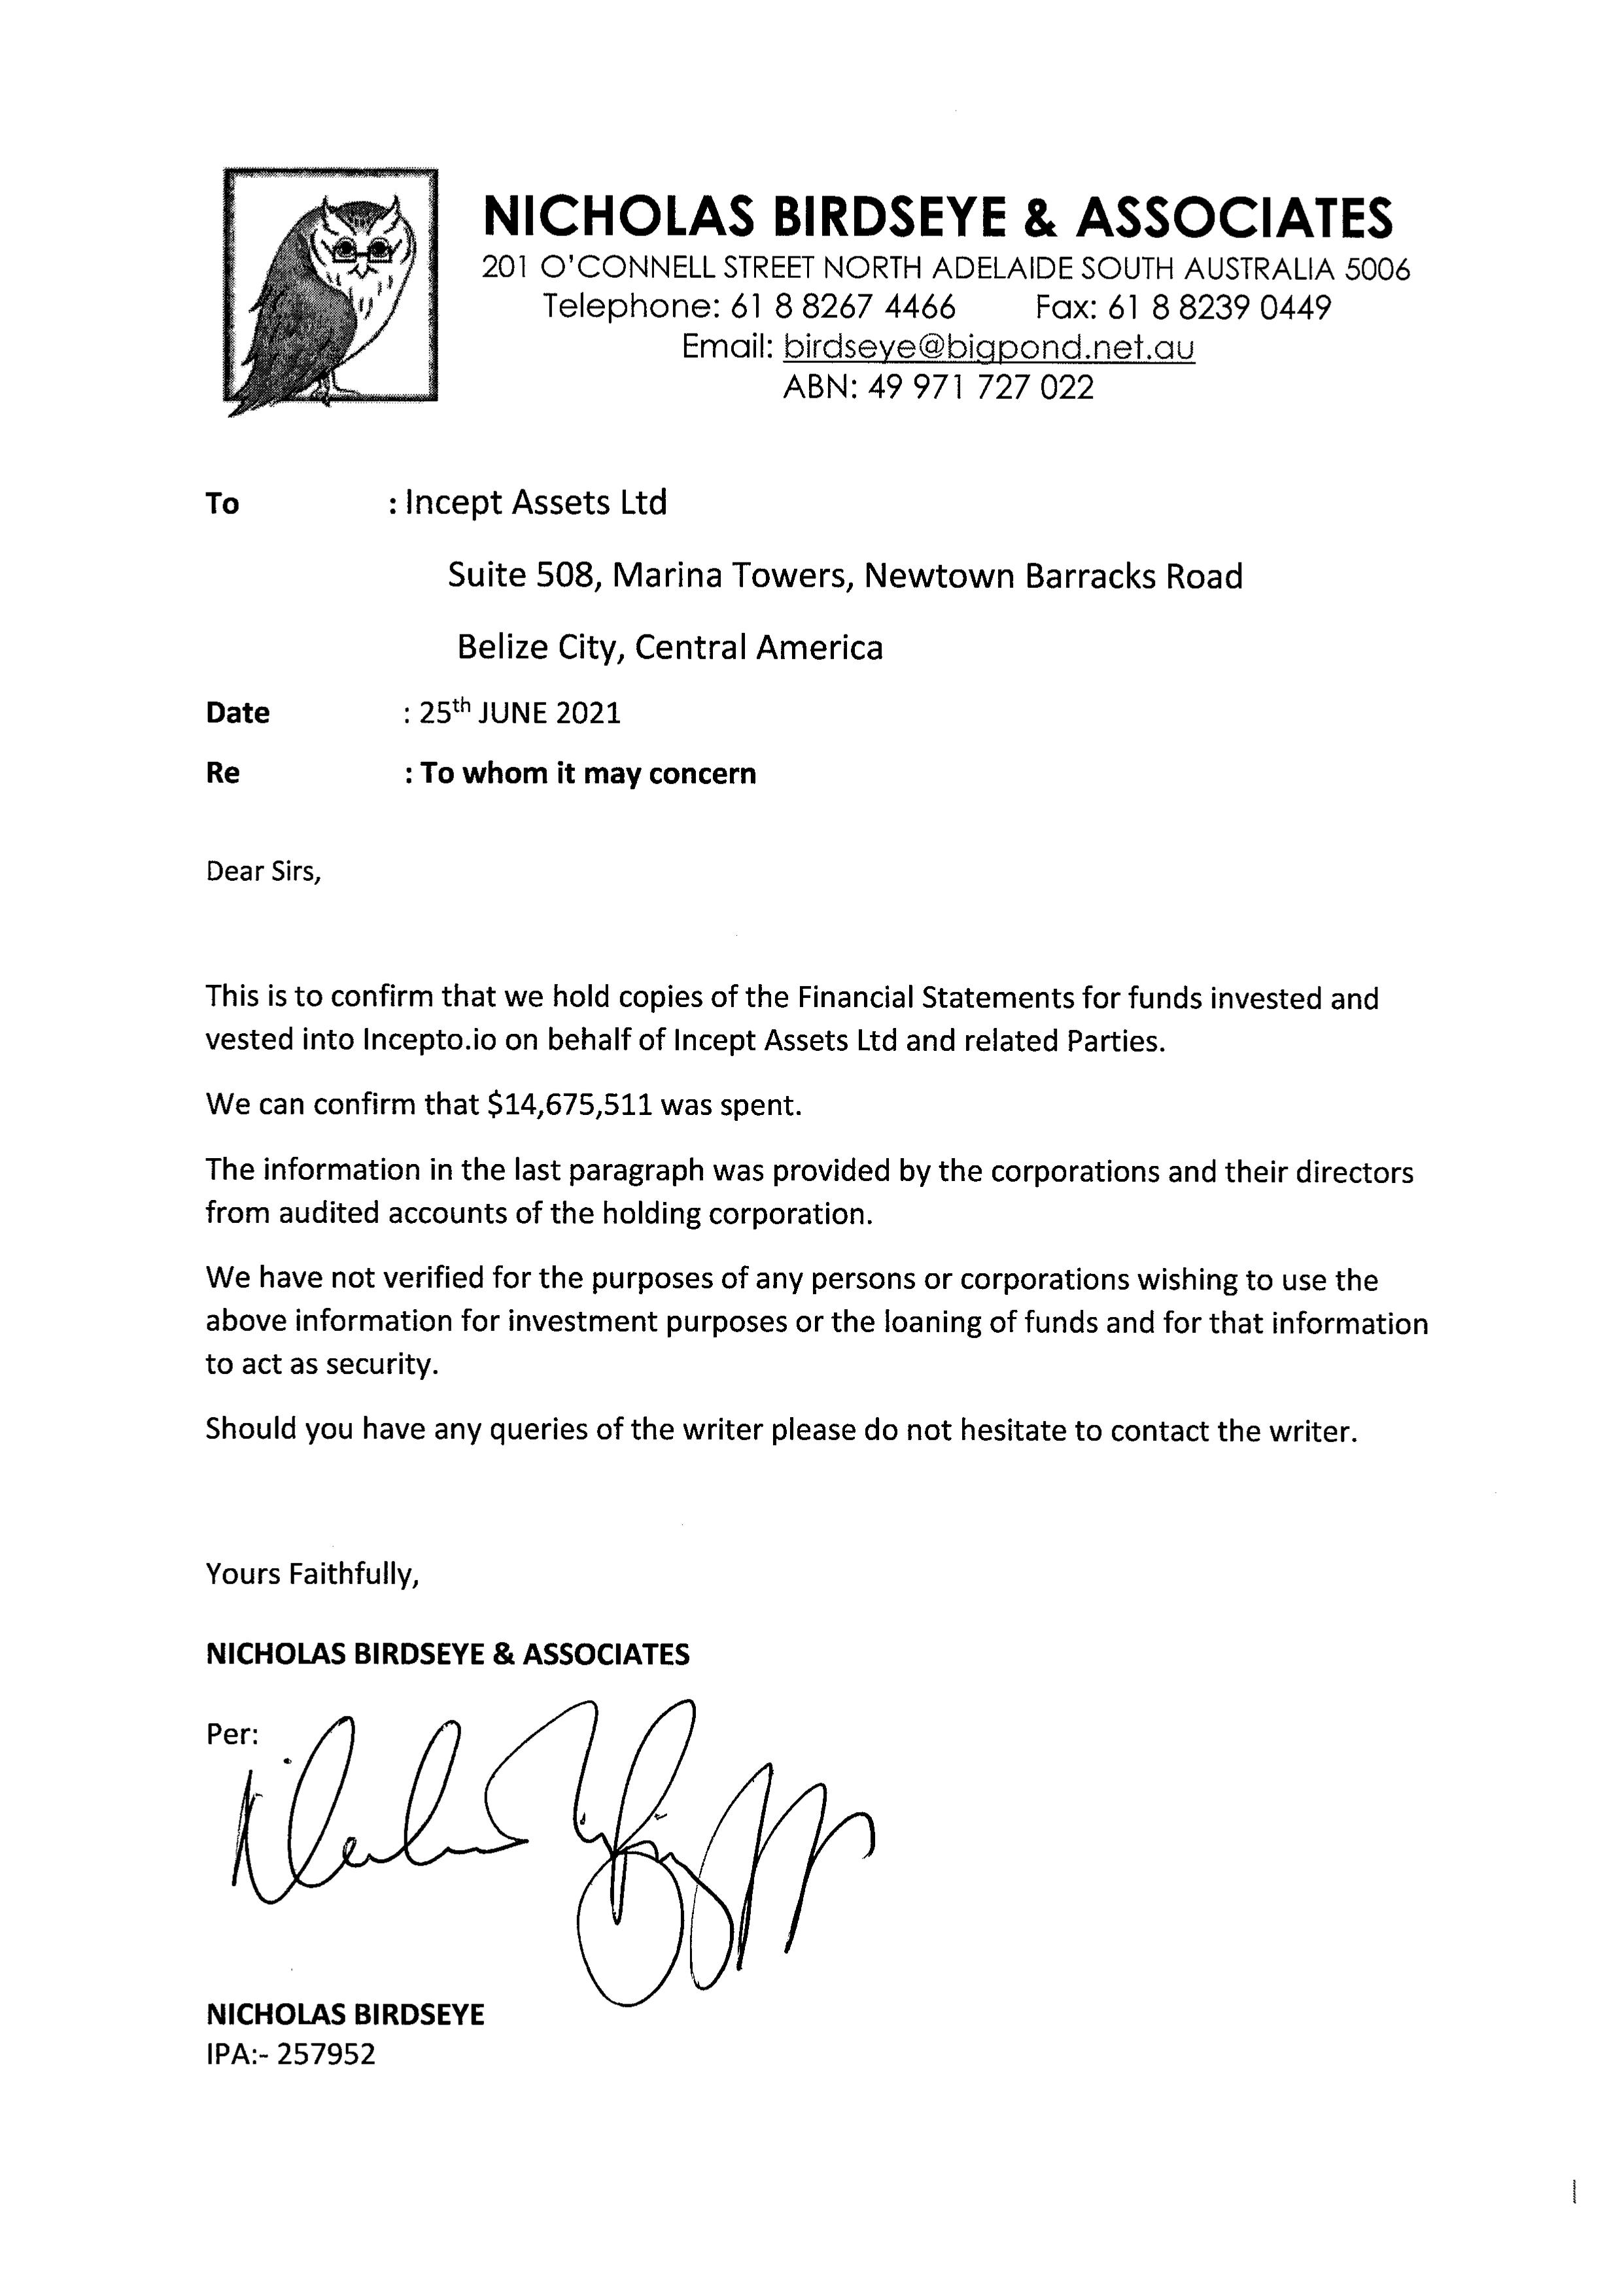 NICHOLAS BIRDSEYE & ASSOCIATES
201 O'CONNELL STREET NORTH ADELAIDE SOUTH AUSTRALIA 5006
Telephone: 61 8 8267 4466 Fax: 61 8 8239 0449
Email: birdseye@bigpond.net.au
ABN: 49 971 727 022
To : Incept Assets Ltd
Suite 508, Marina Towers, Newtown Barracks Road
Belize City, Central America
Date : 25th JUNE 2021
Re : To whom it may concern
Dear Sirs,
This is to confirm that we hold copies of the Financial Statements for funds invested and
vested into Incepto.io on behalf of Incept Assets Ltd and related Parties.
We can confirm that $14,675,511 was spent.
The information in the last paragraph was provided by the corporations and their directors
from audited accounts of the holding corporation.
We have not verified for the purposes of any persons or corporations wishing to use the
above information for investment purposes or the loaning of funds and for that information
to act as security.
Should you have any queries of the writer please do not hesitate to contact the writer.
Yours Faithfully,
NICHOLAS BIRDSEYE & ASSOCIATES
Per:
NICHOLAS BIRDSEYE
IPA:- 257952